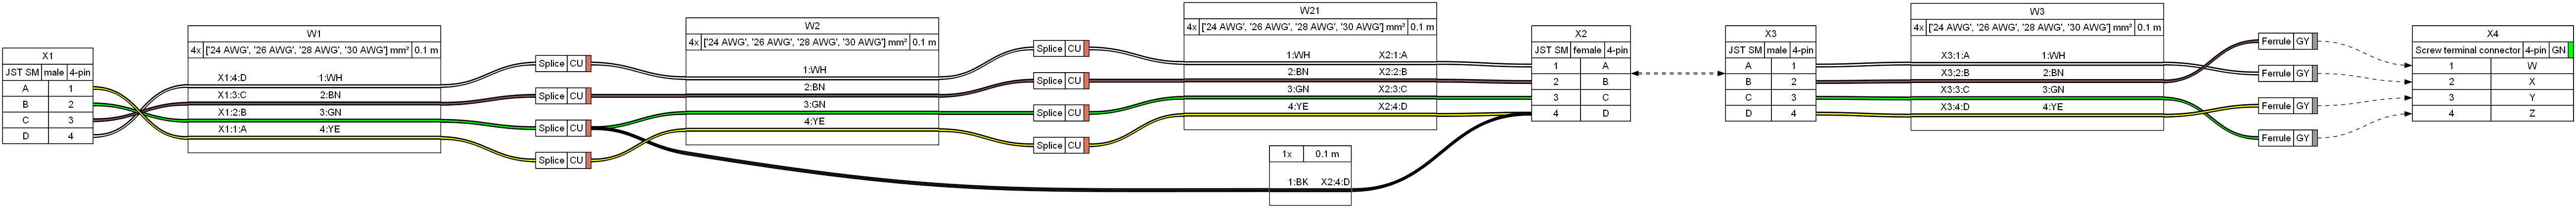 X1
JST SM male 4-pin
A 1
B 2
C 3
D 4
W1
4x ['24 AWG', '26 AWG', '28 AWG', '30 AWG'] mm² 0.1 m
X1:4:D 1:WH
X1:3:C 2:BN
X1:2:B 3:GN
X1:1:A 4:YE
Splice CU
Splice CU
Splice CU
Splice CU
W2
4x ['24 AWG', '26 AWG', '28 AWG', '30 AWG'] mm² 0.1 m
1:WH
2:BN
3:GN
4:YE
Splice CU
Splice CU
Splice CU
Splice CU
W21
4x ['24 AWG', '26 AWG', '28 AWG', '30 AWG'] mm² 0.1 m
1:WH X2:1:A
2:BN X2:2:B
3:GN X2:3:C
4:YE X2:4:D
1x 0.1 m
1:BK X2:4:D
X2
JST SM female 4-pin
1 A
2 B
3 C
4 D
X3
JST SM male 4-pin
A 1
B 2
C 3
D 4
W3
4x ['24 AWG', '26 AWG', '28 AWG', '30 AWG'] mm² 0.1 m
X3:1:A 1:WH
X3:2:B 2:BN
X3:3:C 3:GN
X3:4:D 4:YE
Ferrule GY
Ferrule GY
Ferrule GY
Ferrule GY
X4
Screw terminal connector 4-pin GN
1 W
2 X
3 Y
4 Z